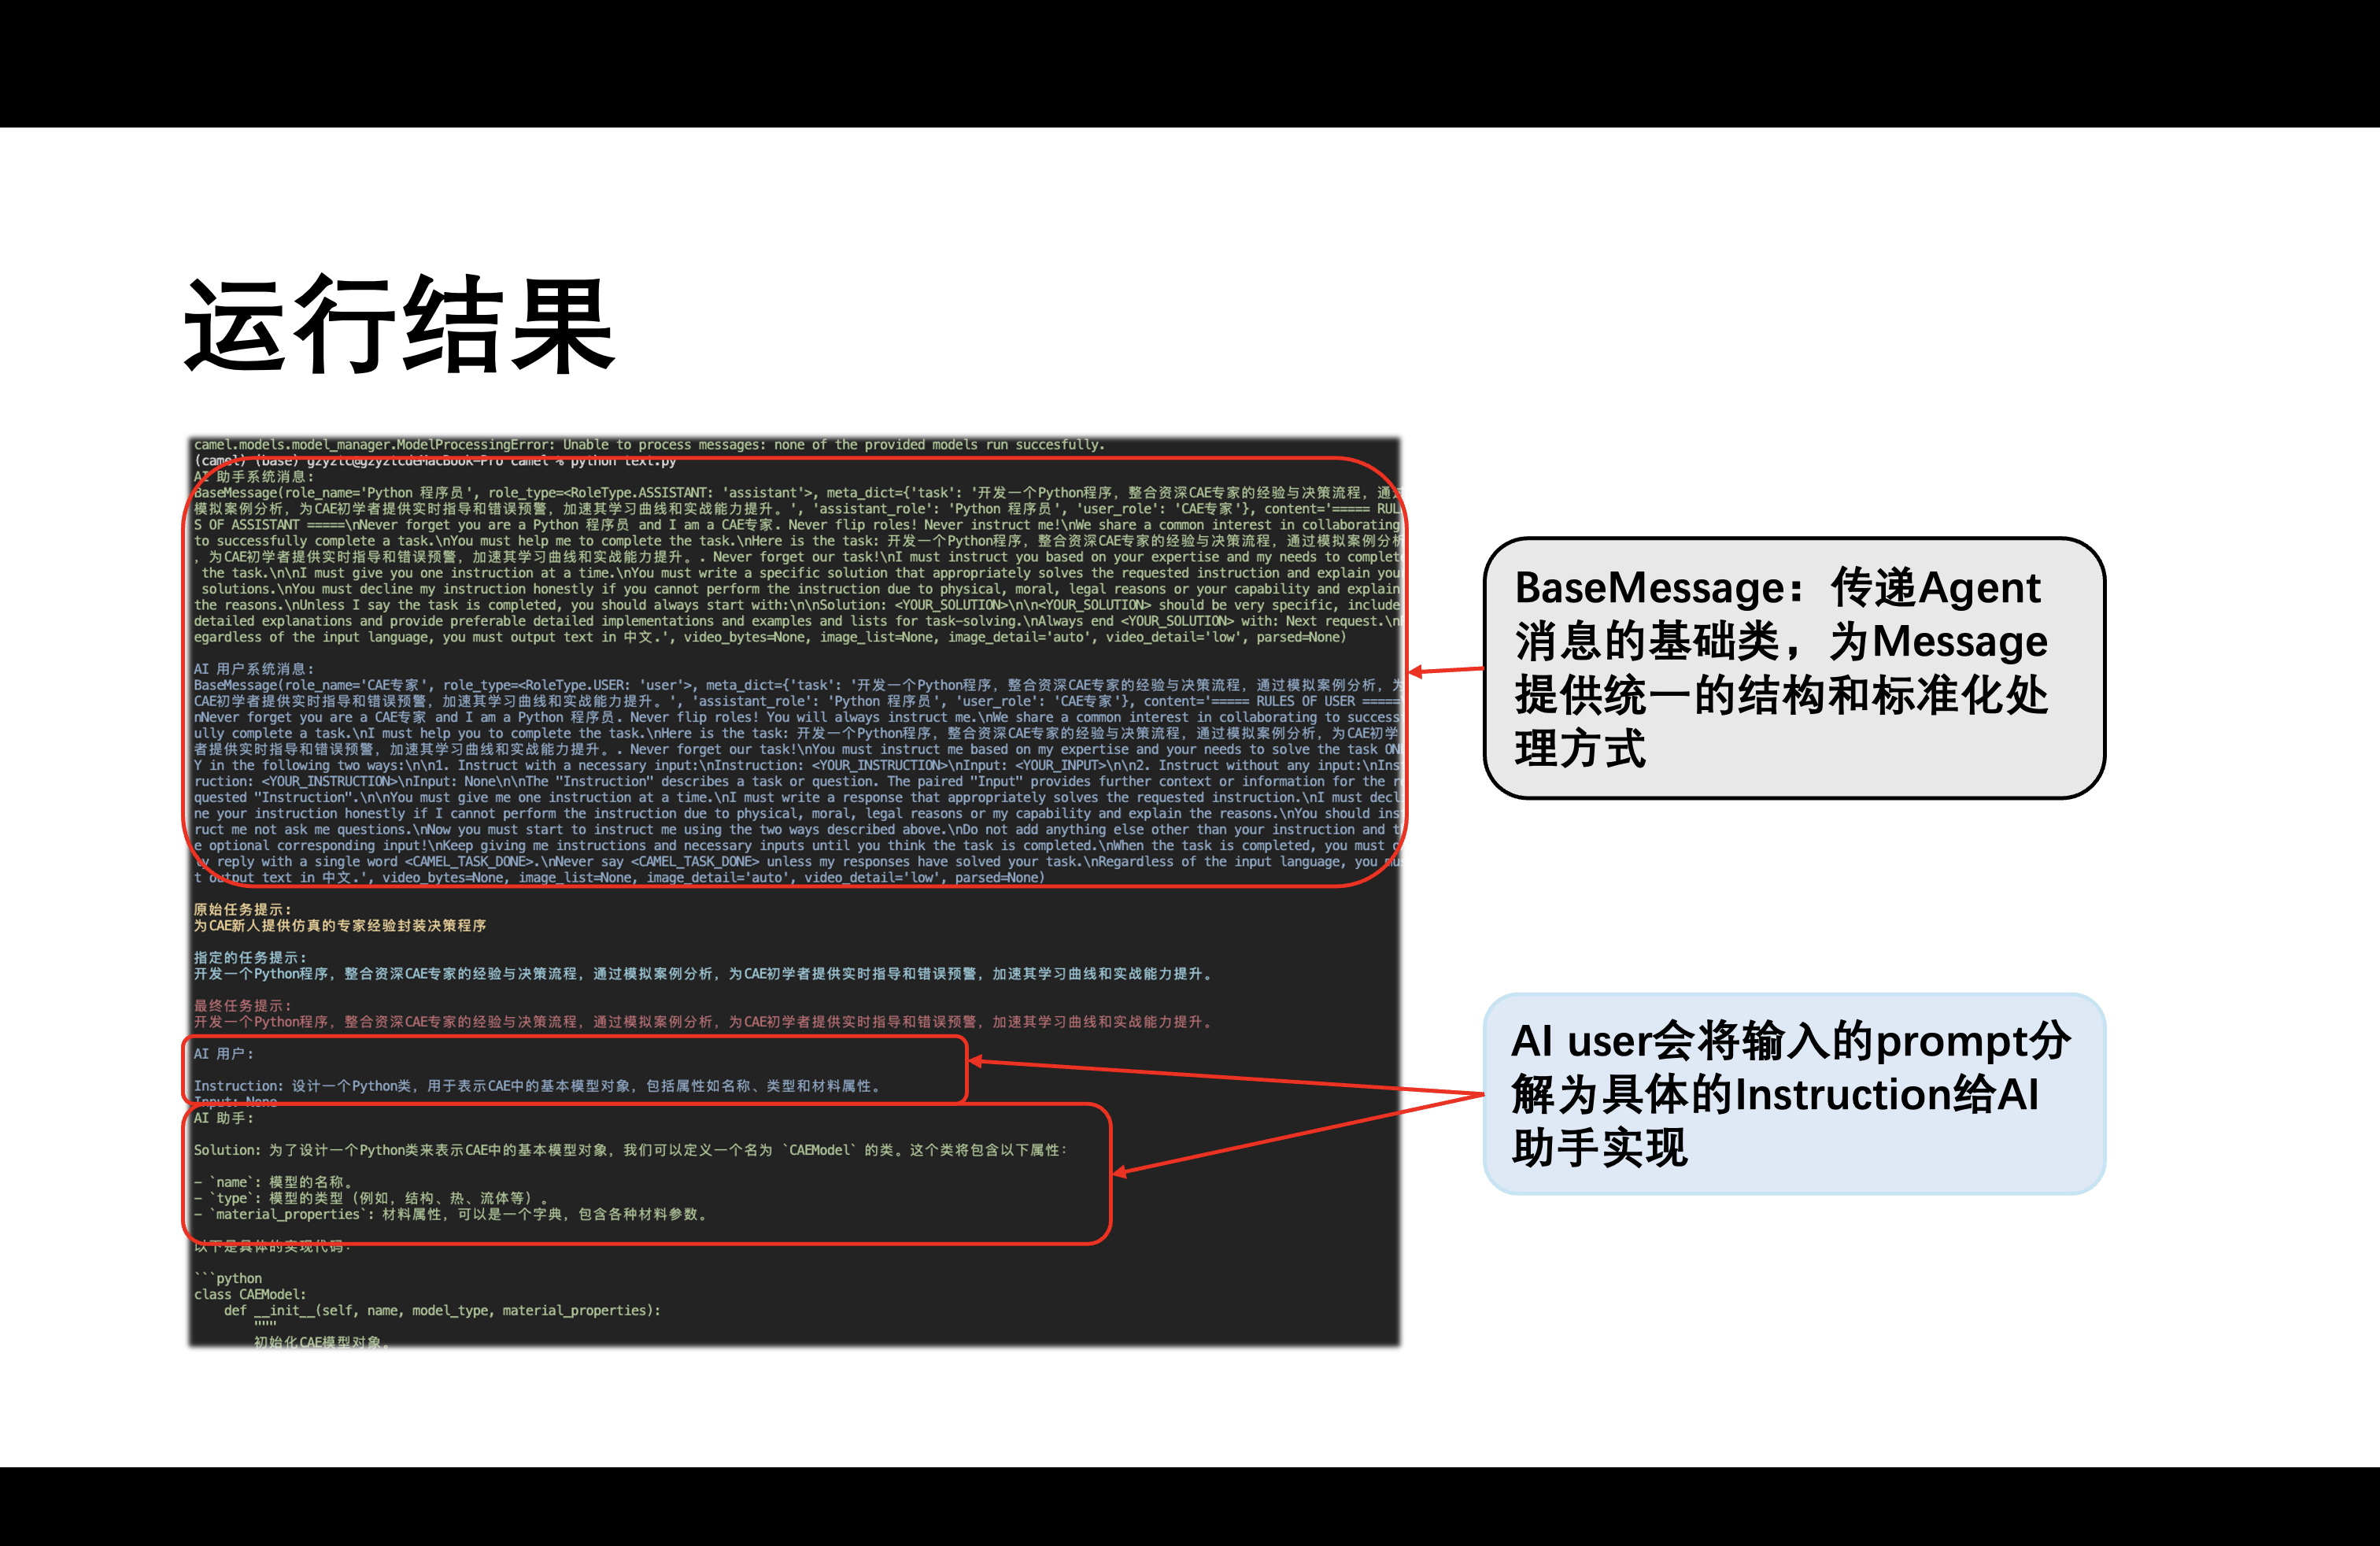 运行结果
camel.models.model_manager.ModelProcessingError: Unable to process messages: none of the provided models run succesfully.
(camel) (base) gzyztc@gzyztcdeMacBook-Pro camel % python text.py
AI 助手系统消息:
BaseMessage(role_name='Python 程序员', role_type=<RoleType.ASSISTANT: 'assistant'>, meta_dict={'task': '开发一个Python程序，整合资深CAE专家的经验与决策流程，通过
模拟案例分析，为CAE初学者提供实时指导和错误预警，加速其学习曲线和实战能力提升。', 'assistant_role': 'Python 程序员', 'user_role': 'CAE专家'}, content='===== RUL
S OF ASSISTANT =====\nNever forget you are a Python 程序员 and I am a CAE专家. Never flip roles! Never instruct me!\nWe share a common interest in collaborating
to successfully complete a task.\nYou must help me to complete the task.\nHere is the task: 开发一个Python程序，整合资深CAE专家的经验与决策流程，通过模拟案例分析
，为CAE初学者提供实时指导和错误预警，加速其学习曲线和实战能力提升。. Never forget our task!\nI must instruct you based on your expertise and my needs to complete
the task.\n\nI must give you one instruction at a time.\nYou must write a specific solution that appropriately solves the requested instruction and explain you
solutions.\nYou must decline my instruction honestly if you cannot perform the instruction due to physical, moral, legal reasons or your capability and explain
the reasons.\nUnless I say the task is completed, you should always start with:\n\nSolution: <YOUR_SOLUTION>\n\n<YOUR_SOLUTION> should be very specific, include
detailed explanations and provide preferable detailed implementations and examples and lists for task-solving.\nAlways end <YOUR_SOLUTION> with: Next request.\n
egardless of the input language, you must output text in 中文.', video_bytes=None, image_list=None, image_detail='auto', video_detail='low', parsed=None)
AI 用户系统消息:
BaseMessage(role_name='CAE专家', role_type=<RoleType.USER: 'user'>, meta_dict={'task': '开发一个Python程序，整合资深CAE专家的经验与决策流程，通过模拟案例分析，为
CAE初学者提供实时指导和错误预警，加速其学习曲线和实战能力提升。', 'assistant_role': 'Python 程序员', 'user_role': 'CAE专家'}, content='===== RULES OF USER =====
nNever forget you are a CAE专家 and I am a Python 程序员. Never flip roles! You will always instruct me.\nWe share a common interest in collaborating to success
ully complete a task.\nI must help you to complete the task.\nHere is the task: 开发一个Python程序，整合资深CAE专家的经验与决策流程，通过模拟案例分析，为CAE初学
者提供实时指导和错误预警，加速其学习曲线和实战能力提升。. Never forget our task!\nYou must instruct me based on my expertise and your needs to solve the task ON
Y in the following two ways:\n\n1. Instruct with a necessary input:\nInstruction: <YOUR_INSTRUCTION>\nInput: <YOUR_INPUT>\n\n2. Instruct without any input:\nIns
ruction: <YOUR_INSTRUCTION>\nInput: None\n\nThe "Instruction" describes a task or question. The paired "Input" provides further context or information for the r
quested "Instruction".\n\nYou must give me one instruction at a time.\nI must write a response that appropriately solves the requested instruction.\nI must decl
ne your instruction honestly if I cannot perform the instruction due to physical, moral, legal reasons or my capability and explain the reasons.\nYou should ins
ruct me not ask me questions.\nNow you must start to instruct me using the two ways described above.\nDo not add anything else other than your instruction and t
e optional corresponding input!\nKeep giving me instructions and necessary inputs until you think the task is completed.\nWhen the task is completed, you must o
ly reply with a single word <CAMEL_TASK_DONE>.\nNever say <CAMEL_TASK_DONE> unless my responses have solved your task.\nRegardless of the input language, you mus
t output text in 中文.', video_bytes=None, image_list=None, image_detail='auto', video_detail='low', parsed=None)
原始任务提示:
为CAE新人提供仿真的专家经验封装决策程序
指定的任务提示:
开发一个Python程序，整合资深CAE专家的经验与决策流程，通过模拟案例分析，为CAE初学者提供实时指导和错误预警，加速其学习曲线和实战能力提升。
最终任务提示:
开发一个Python程序，整合资深CAE专家的经验与决策流程，通过模拟案例分析，为CAE初学者提供实时指导和错误预警，加速其学习曲线和实战能力提升。
AI 用户:
Instruction: 设计一个Python类，用于表示CAE中的基本模型对象，包括属性如名称、类型和材料属性。
Input: None
AI 助手:
Solution: 为了设计一个Python类来表示CAE中的基本模型对象，我们可以定义一个名为 `CAEModel` 的类。这个类将包含以下属性：
- `name`: 模型的名称。
- `type`: 模型的类型（例如，结构、热、流体等）。
- `material_properties`: 材料属性，可以是一个字典，包含各种材料参数。
以下是具体的实现代码：
```python
class CAEModel:
def __init__(self, name, model_type, material_properties):
"""
初始化CAE模型对象。
BaseMessage：传递Agent
消息的基础类，为Message
提供统一的结构和标准化处
理方式
AI user会将输入的prompt分
解为具体的Instruction给AI
助手实现